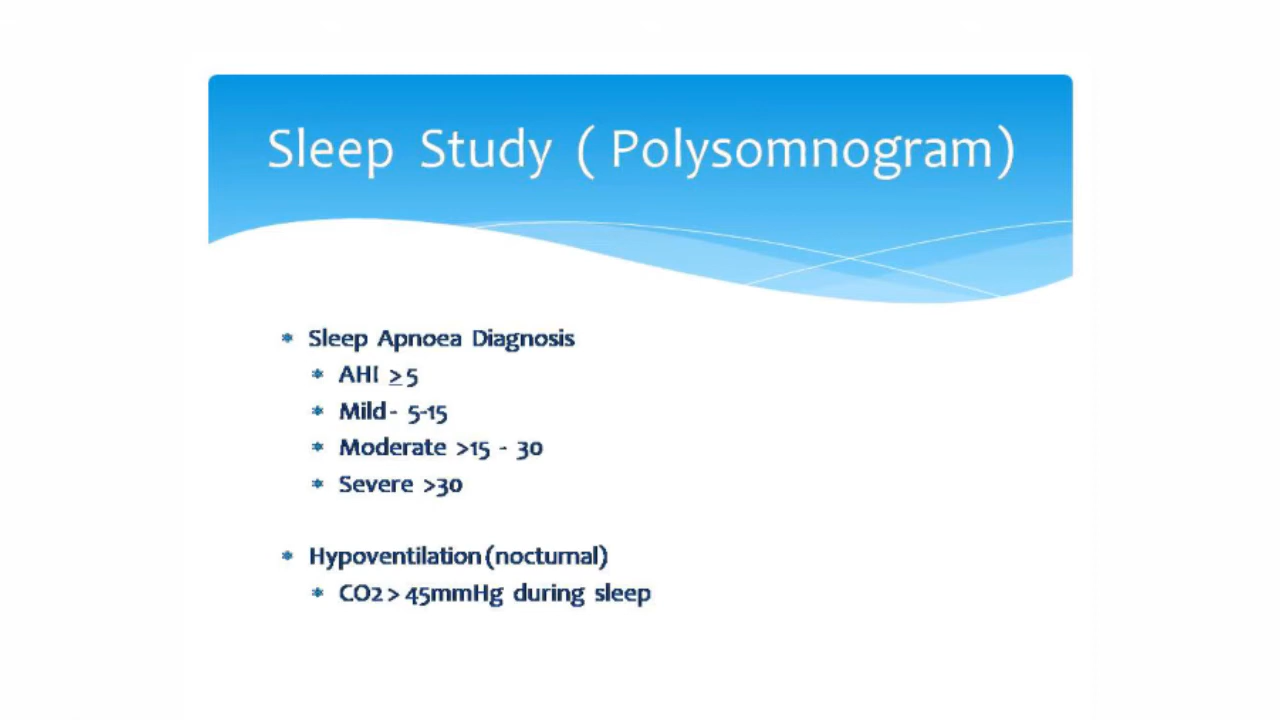 Sleep Study ( Polysomnogram)
Sleep Apnoea Diagnosis
AHI ≥ 5
Mild - 5-15
Moderate >15 - 30
Severe >30
Hypoventilation (nocturnal)
CO2 > 45mmHg during sleep